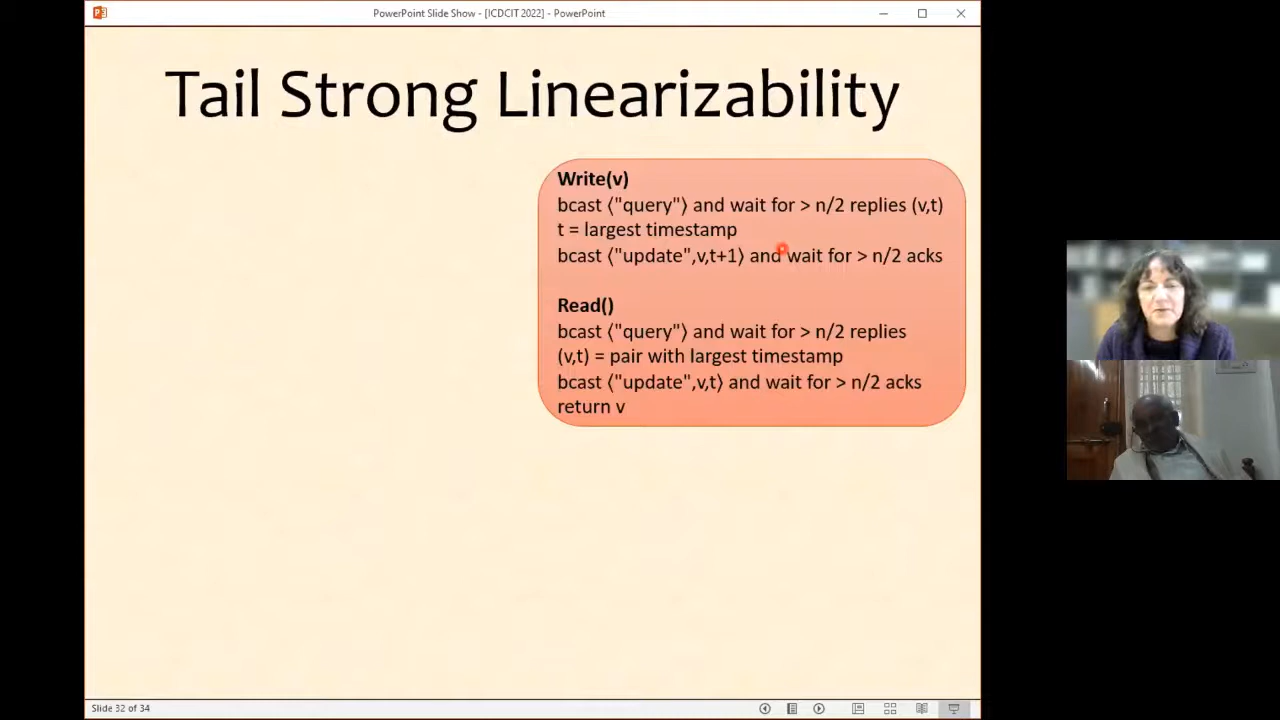 PowerPoint Slide Show - [ICDCIT 2022] - PowerPoint
Tail Strong Linearizability
Write(v)
bcast ⟨"query"⟩ and wait for > n/2 replies (v,t)
t = largest timestamp
bcast ⟨"update",v,t+1⟩ and wait for > n/2 acks
Read()
bcast ⟨"query"⟩ and wait for > n/2 replies
(v,t) = pair with largest timestamp
bcast ⟨"update",v,t⟩ and wait for > n/2 acks
return v
Slide 32 of 34